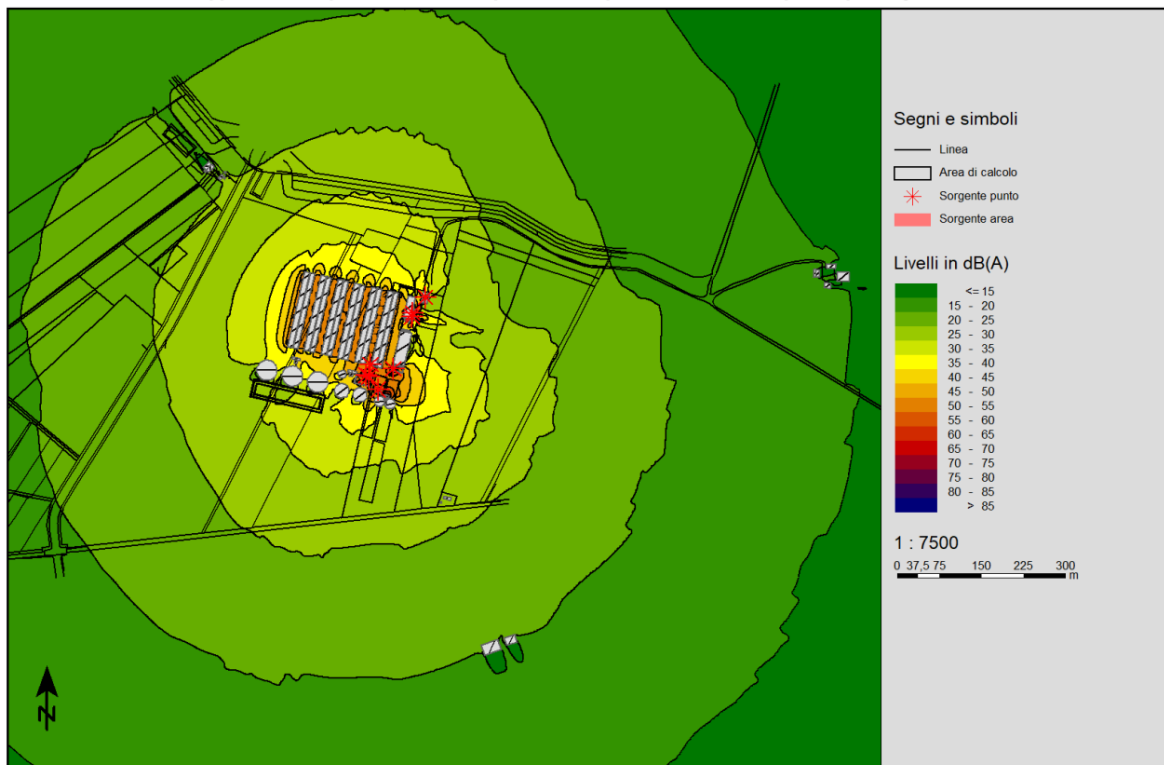 Segni e simboli
Linea
Area di calcolo
Sorgente punto
Sorgente area
Livelli in dB(A)
<= 15
15 - 20
20 - 25
25 - 30
30 - 35
35 - 40
40 - 45
45 - 50
50 - 55
55 - 60
60 - 65
65 - 70
70 - 75
75 - 80
80 - 85
> 85
1 : 7500
0 37,5 75 150 225 300
m
N